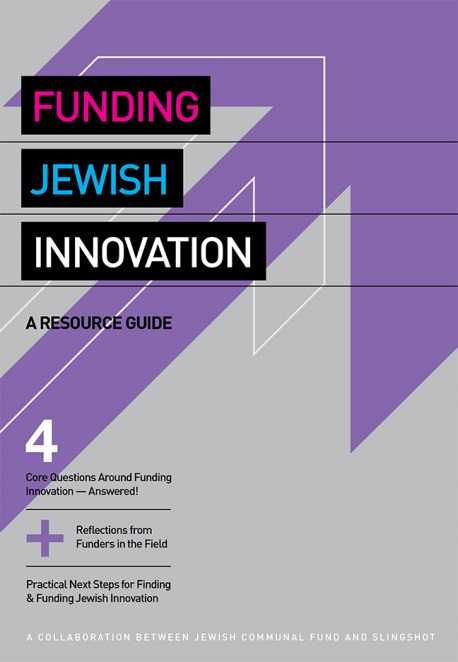 FUNDING
JEWISH
INNOVATION
A RESOURCE GUIDE
4
Core Questions Around Funding
Innovation — Answered!
+
Reflections from
Funders in the Field
Practical Next Steps for Finding
& Funding Jewish Innovation
A COLLABORATION BETWEEN JEWISH COMMUNAL FUND AND SLINGSHOT